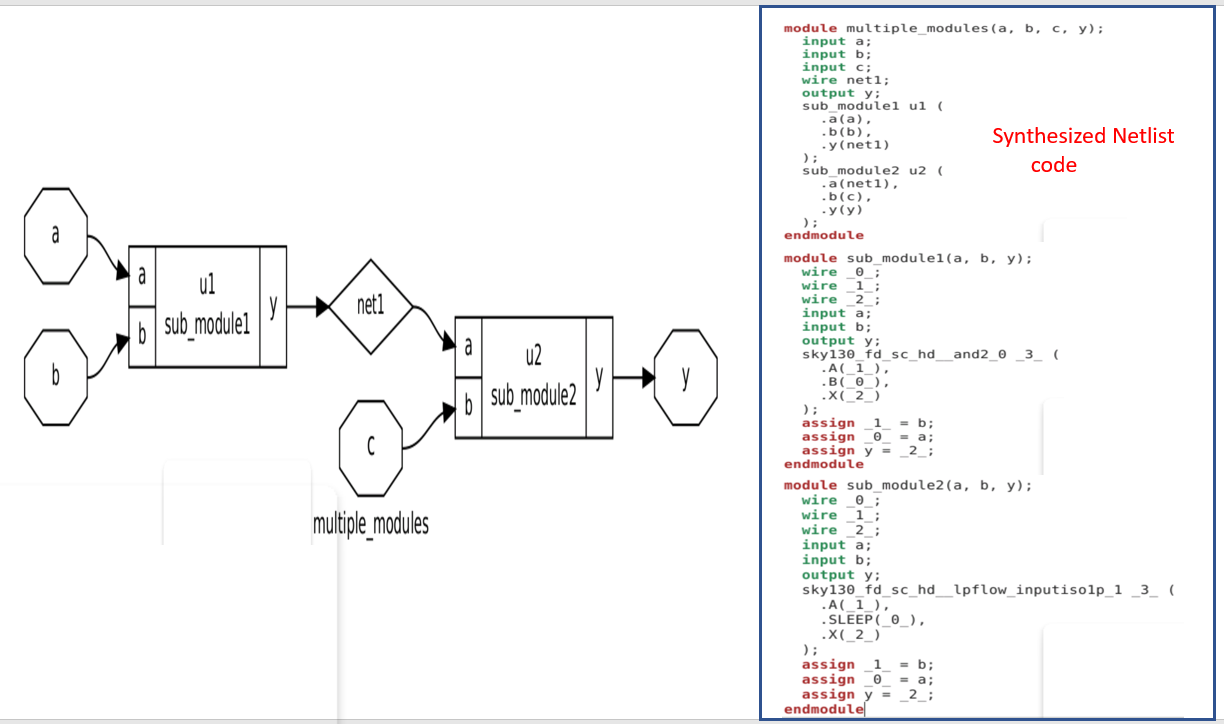 a
b
a
b
u1
sub_module1
y
net1
c
a
b
u2
sub_module2
y
y
multiple_modules
module multiple_modules(a, b, c, y);
input a;
input b;
input c;
wire net1;
output y;
sub_module1 u1 (
.a(a),
.b(b),
.y(net1)
);
sub_module2 u2 (
.a(net1),
.b(c),
.y(y)
);
endmodule
Synthesized Netlist
code
module sub_module1(a, b, y);
wire _0_;
wire _1_;
wire _2_;
input a;
input b;
output y;
sky130_fd_sc_hd__and2_0 _3_ (
.A(_1_),
.B(_0_),
.X(_2_)
);
assign _1_ = b;
assign _0_ = a;
assign y = _2_;
endmodule
module sub_module2(a, b, y);
wire _0_;
wire _1_;
wire _2_;
input a;
input b;
output y;
sky130_fd_sc_hd__lpflow_inputiso1p_1 _3_ (
.A(_1_),
.SLEEP(_0_),
.X(_2_)
);
assign _1_ = b;
assign _0_ = a;
assign y = _2_;
endmodule